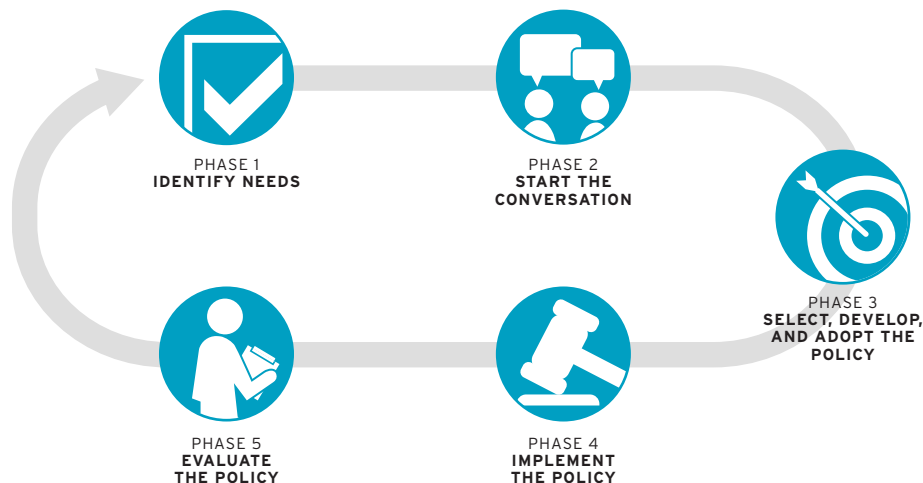 PHASE 1
IDENTIFY NEEDS
PHASE 2
START THE
CONVERSATION
PHASE 3
SELECT, DEVELOP,
AND ADOPT THE
POLICY
PHASE 4
IMPLEMENT
THE POLICY
PHASE 5
EVALUATE
THE POLICY